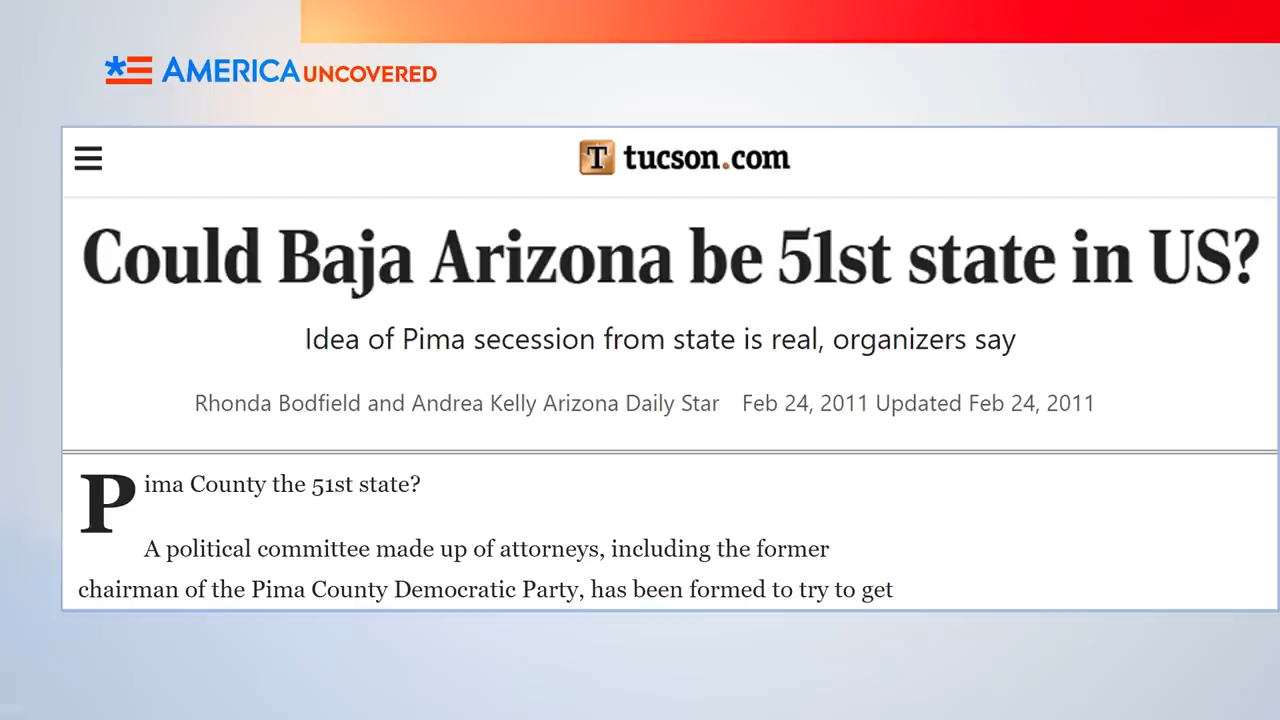 AMERICA UNCOVERED
T tucson.com
Could Baja Arizona be 51st state in US?
Idea of Pima secession from state is real, organizers say
Rhonda Bodfield and Andrea Kelly Arizona Daily Star Feb 24, 2011 Updated Feb 24, 2011
Pima County the 51st state?
A political committee made up of attorneys, including the former
chairman of the Pima County Democratic Party, has been formed to try to get